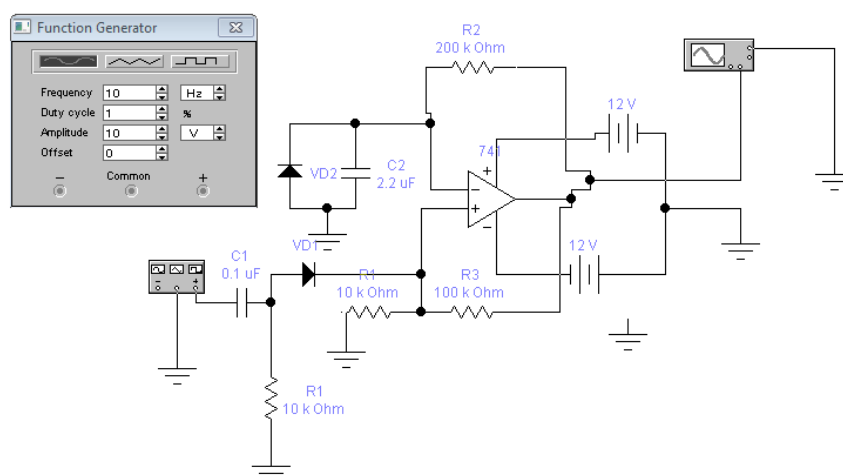 Function Generator
Frequency 10 Hz
Duty cycle 1 %
Amplitude 10 V
Offset 0
− Common +
R2
200 k Ohm
12 V
741
+
VD2
C2
2.2 uF
−
+
−
VD1
12 V
C1
0.1 uF
R1
10 k Ohm
R3
100 k Ohm
− +
R1
10 k Ohm